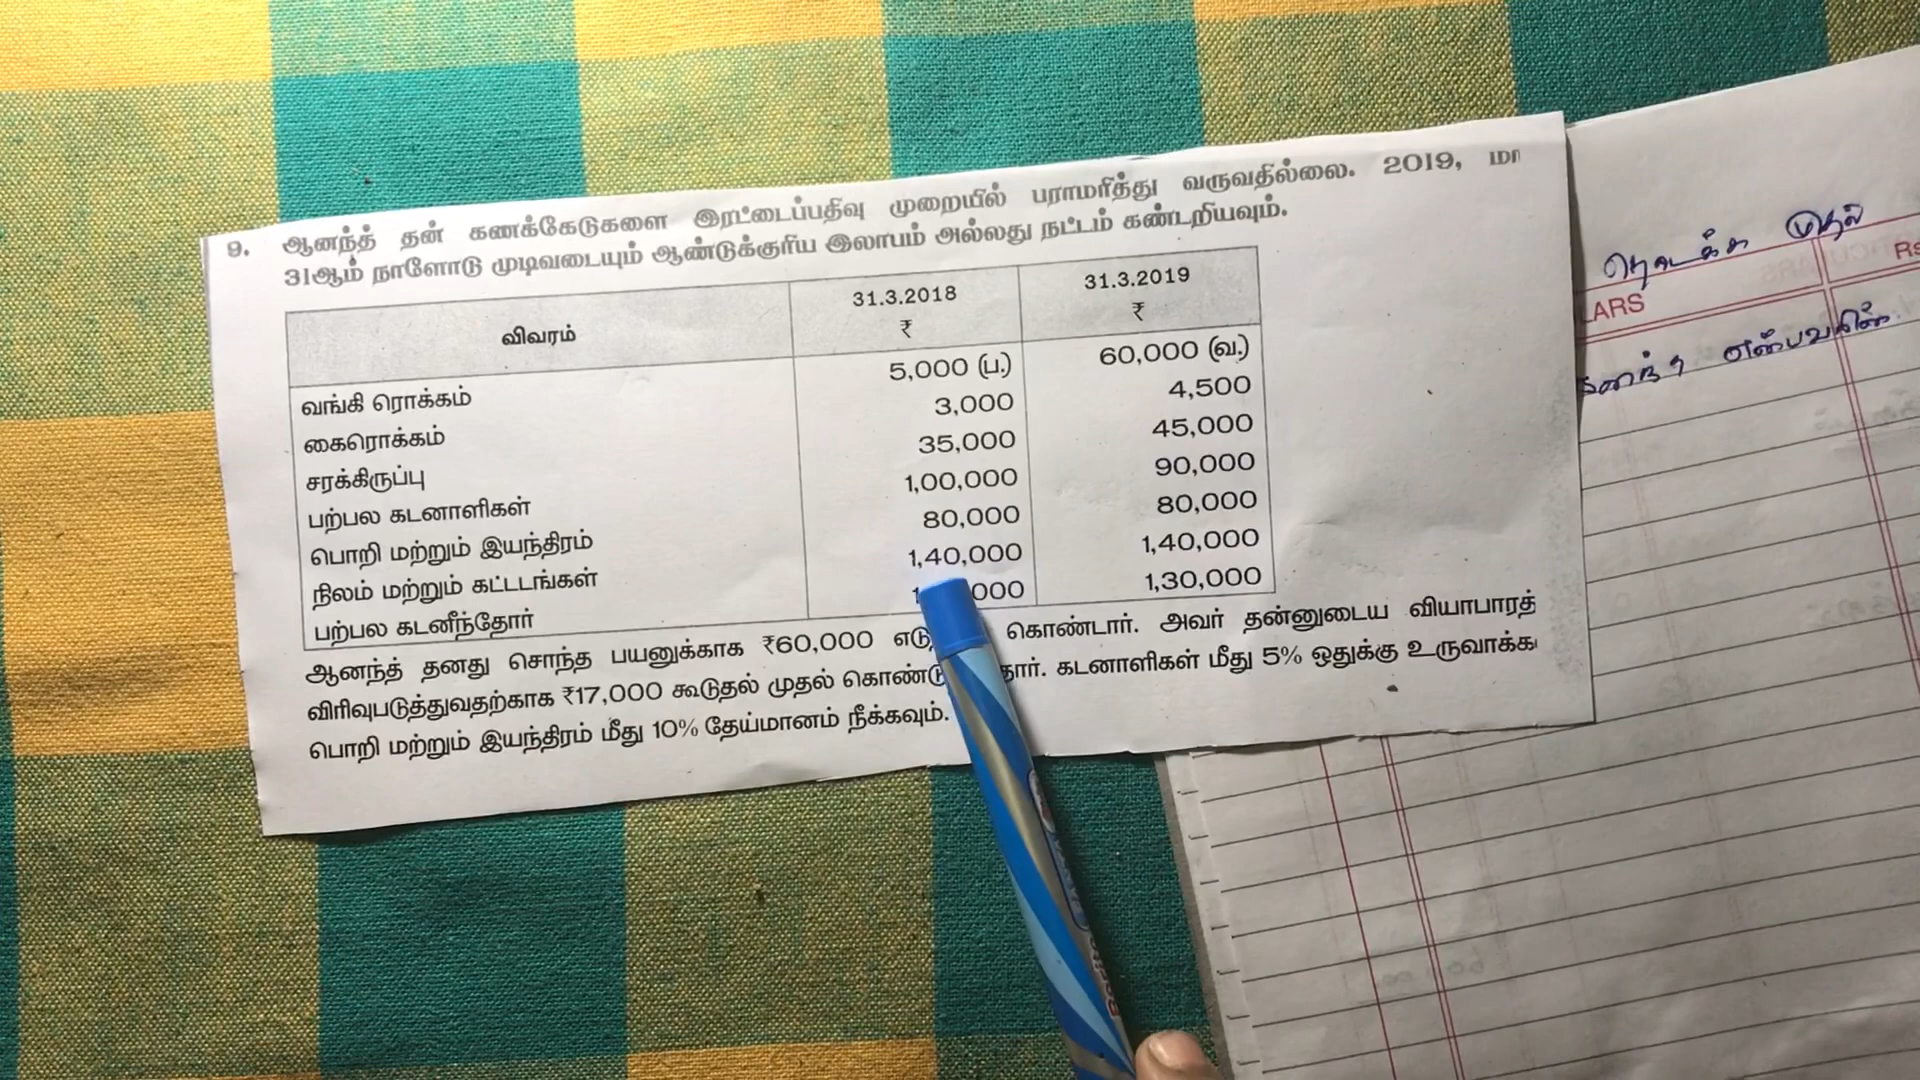 9. ஆனந்த் தன் கணக்கேடுகளை இரட்டைப்பதிவு முறையில் பராமரித்து வருவதில்லை. 2019,
31ஆம் நாளோடு முடிவடையும் ஆண்டுக்குரிய இலாபம் அல்லது நட்டம் கண்டறியவும்.
விவரம் 31.3.2018 ₹ 31.3.2019 ₹
வங்கி ரொக்கம் 5,000 (ப.) 60,000 (வ.)
கைரொக்கம் 3,000 4,500
சரக்கிருப்பு 35,000 45,000
பற்பல கடனாளிகள் 1,00,000 90,000
பொறி மற்றும் இயந்திரம் 80,000 80,000
நிலம் மற்றும் கட்டடங்கள் 1,40,000 1,40,000
பற்பல கடனீந்தோர் 1,30,000
ஆனந்த் தனது சொந்த பயனுக்காக ₹60,000 கொண்டார். அவர் தன்னுடைய வியாபாரத்
விரிவுபடுத்துவதற்காக ₹17,000 கூடுதல் முதல் கடனாளிகள் மீது 5% ஒதுக்கு
பொறி மற்றும் இயந்திரம் மீது 10% தேய்மானம் நீக்கவும்.
தொடக்க முதல்
Rs
என்பவரின்